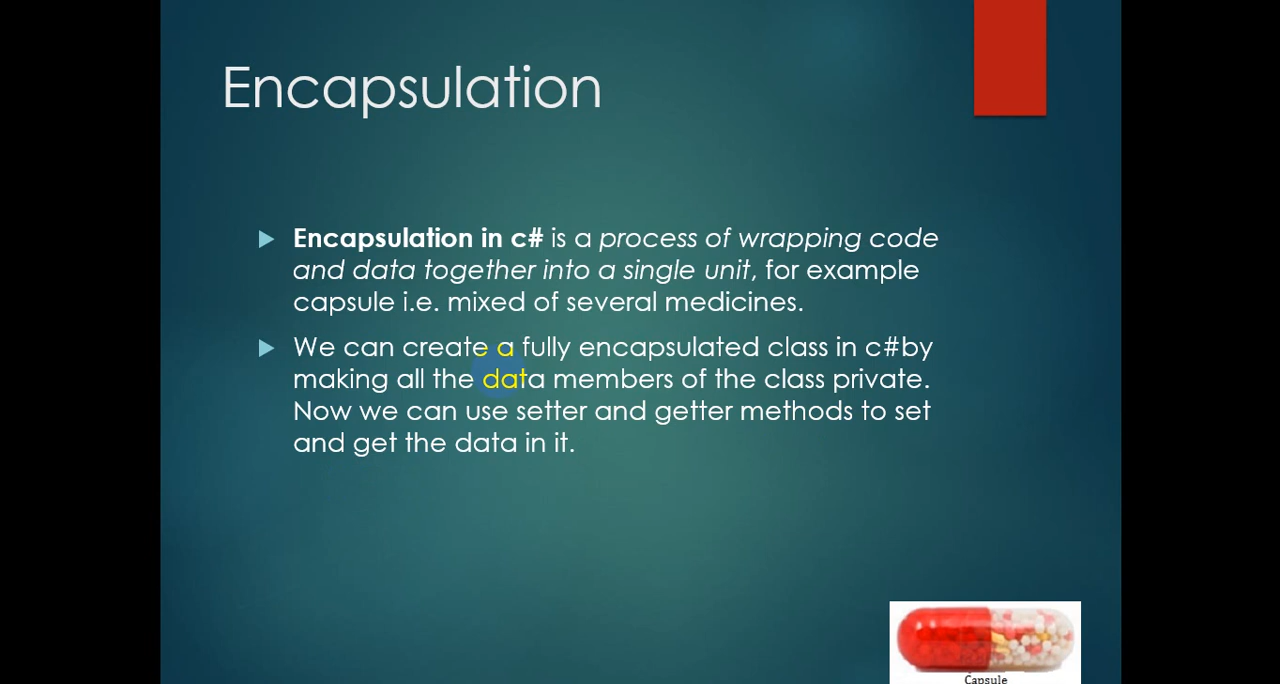 Encapsulation
Encapsulation in c# is a process of wrapping code
and data together into a single unit, for example
capsule i.e. mixed of several medicines.
We can create a fully encapsulated class in c#by
making all the data members of the class private.
Now we can use setter and getter methods to set
and get the data in it.
Capsule